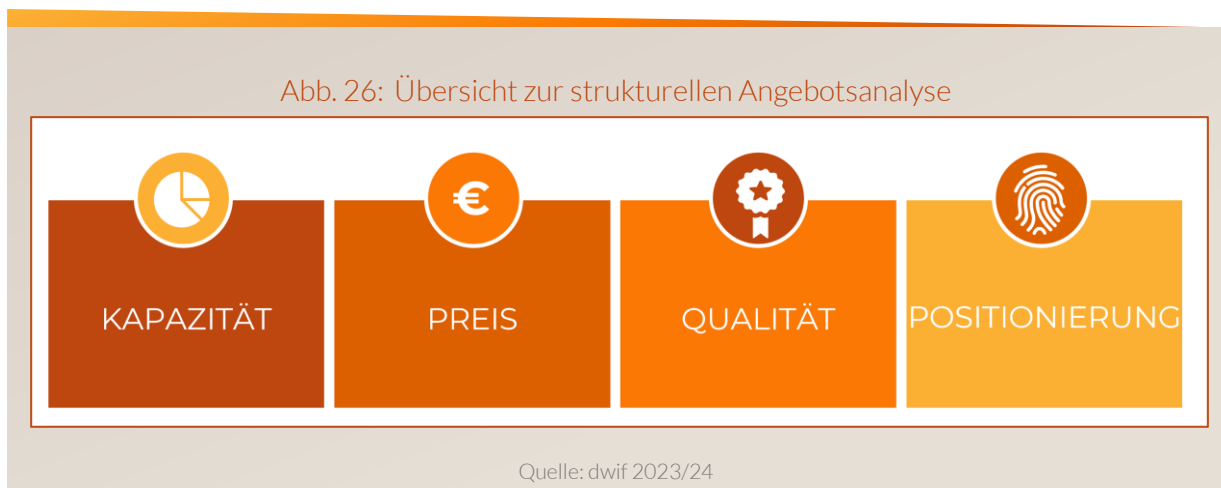 Abb. 26: Übersicht zur strukturellen Angebotsanalyse
€
KAPAZITÄT
PREIS
QUALITÄT
POSITIONIERUNG
Quelle: dwif 2023/24